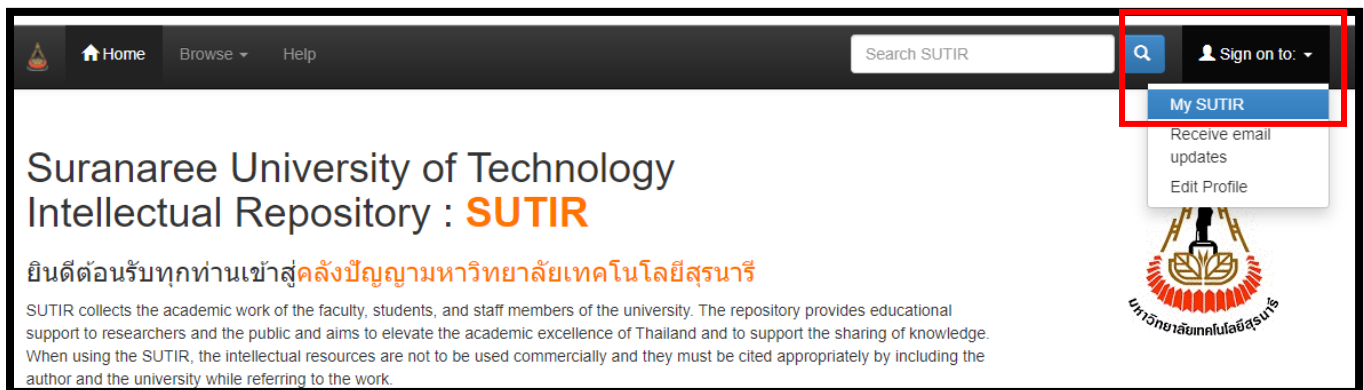 Home Browse Help Search SUTIR Sign on to:
My SUTIR
Receive email
updates
Edit Profile
Suranaree University of Technology
Intellectual Repository : SUTIR
ยินดีต้อนรับทุกท่านเข้าสู่คลังปัญญามหาวิทยาลัยเทคโนโลยีสุรนารี
SUTIR collects the academic work of the faculty, students, and staff members of the university. The repository provides educational
support to researchers and the public and aims to elevate the academic excellence of Thailand and to support the sharing of knowledge.
When using the SUTIR, the intellectual resources are not to be used commercially and they must be cited appropriately by including the
author and the university while referring to the work.
มหาวิทยาลัยเทคโนโลยีสุรนารี